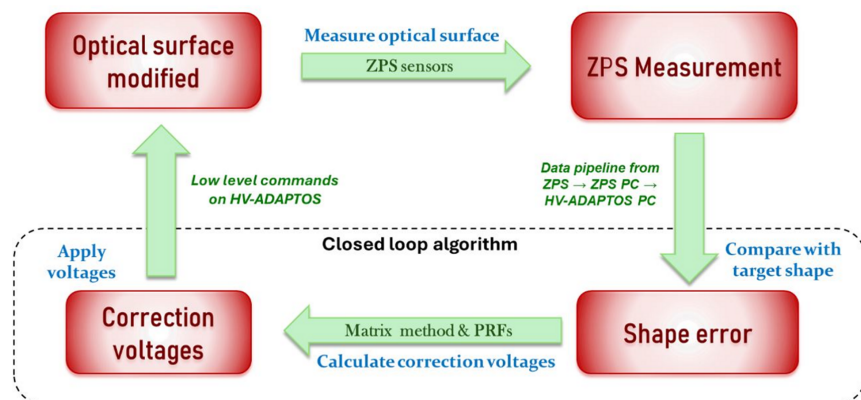 Optical surface
modified
Measure optical surface
ZPS sensors
ZPS Measurement
Low level commands
on HV-ADAPTOS
Data pipeline from
ZPS → ZPS PC →
HV-ADAPTOS PC
Closed loop algorithm
Apply
voltages
Compare with
target shape
Correction
voltages
Matrix method & PRFs
Calculate correction voltages
Shape error